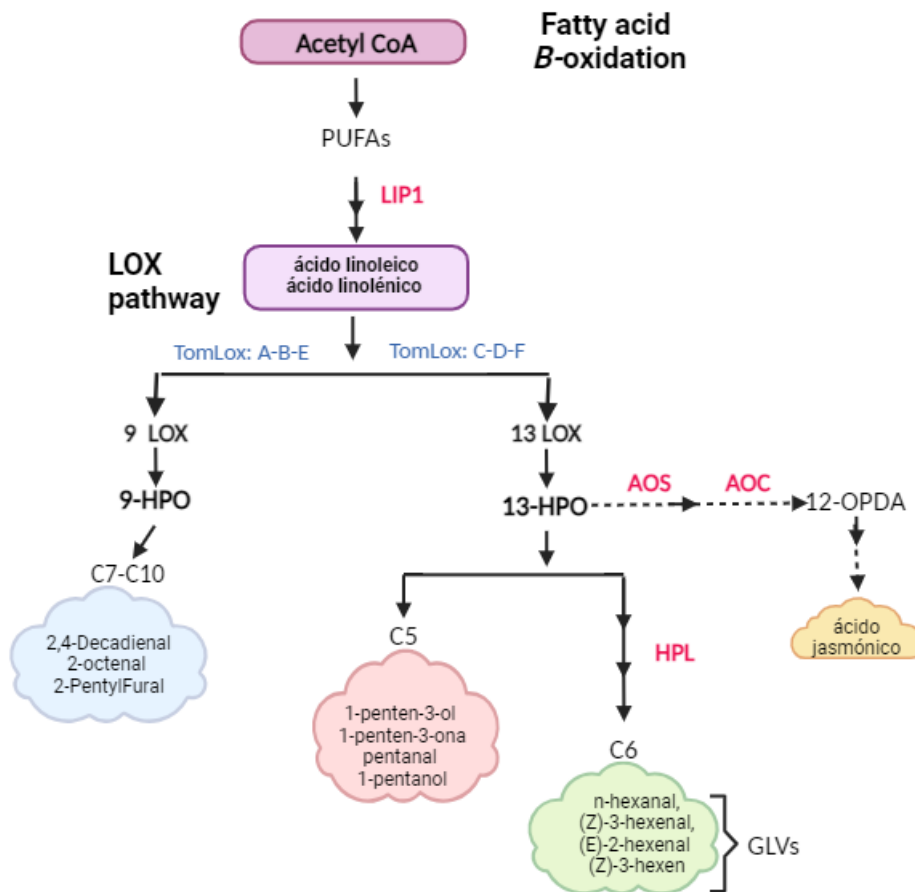 Acetyl CoA
Fatty acid
B-oxidation
PUFAs
LIP1
LOX
pathway
ácido linoleico
ácido linolénico
TomLox: A-B-E
TomLox: C-D-F
9 LOX
13 LOX
9-HPO
13-HPO
AOS
AOC
12-OPDA
C7-C10
2,4-Decadienal
2-octenal
2-PentylFural
C5
1-penten-3-ol
1-penten-3-ona
pentanal
1-pentanol
HPL
ácido
jasmónico
C6
n-hexanal,
(Z)-3-hexenal,
(E)-2-hexenal
(Z)-3-hexen
GLVs